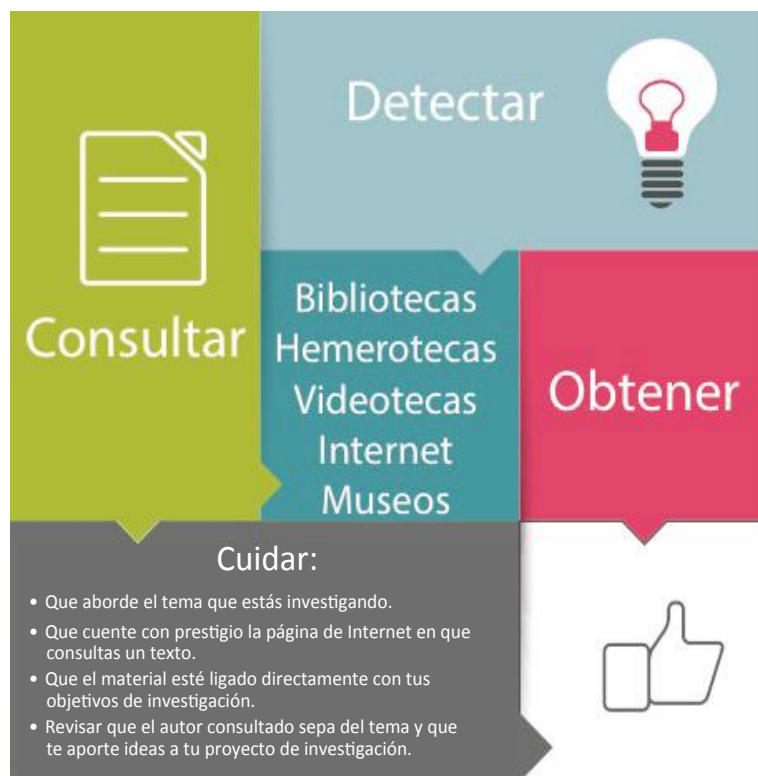 Detectar
Consultar
Bibliotecas
Hemerotecas
Videotecas
Internet
Museos
Obtener
Cuidar:
• Que aborde el tema que estás investigando.
• Que cuente con prestigio la página de Internet en que
consultas un texto.
• Que el material esté ligado directamente con tus
objetivos de investigación.
• Revisar que el autor consultado sepa del tema y que
te aporte ideas a tu proyecto de investigación.